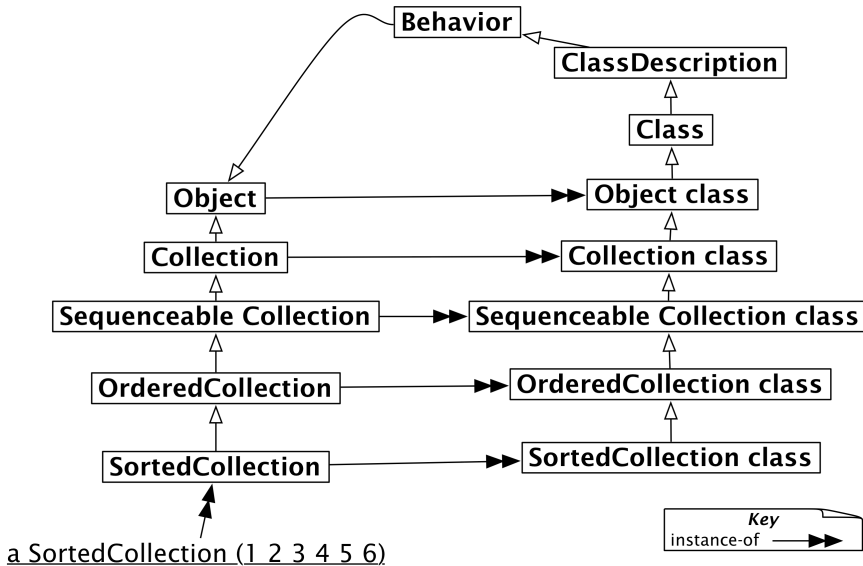 Behavior
ClassDescription
Class
Object
Object class
Collection
Collection class
Sequenceable Collection
Sequenceable Collection class
OrderedCollection
OrderedCollection class
SortedCollection
SortedCollection class
a SortedCollection (1 2 3 4 5 6)
Key
instance-of